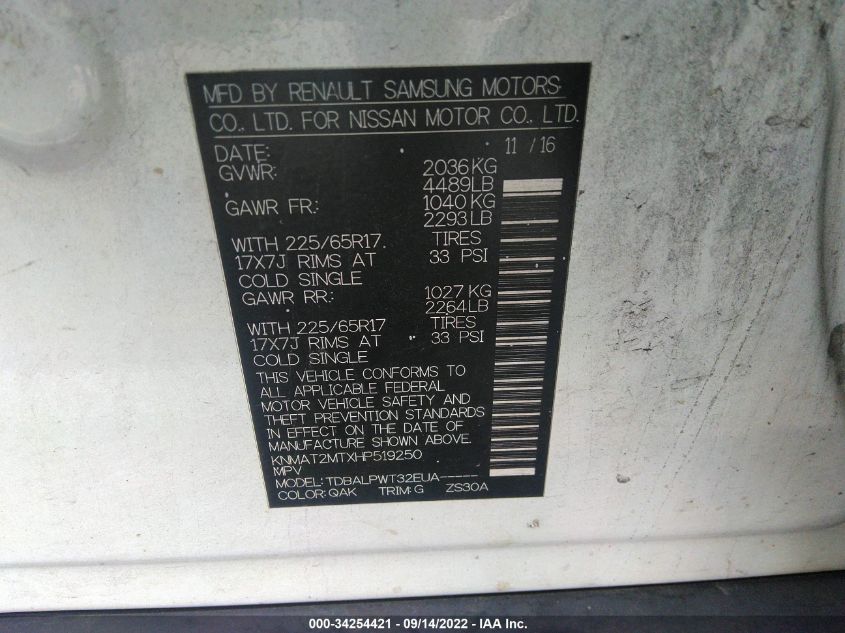 MFD BY RENAULT SAMSUNG MOTORS
CO., LTD. FOR NISSAN MOTOR CO., LTD.
DATE: 11 / 16
GVWR: 2036 KG
4489LB
GAWR FR.: 1040 KG
2293 LB
WITH 225/65R17. TIRES
17X7J RIMS AT 33 PSI
COLD SINGLE
GAWR RR.: 1027 KG
2264 LB
WITH 225/65R17 TIRES
17X7J RIMS AT 33 PSI
COLD SINGLE
THIS VEHICLE CONFORMS TO
ALL APPLICABLE FEDERAL
MOTOR VEHICLE SAFETY AND
THEFT PREVENTION STANDARDS
IN EFFECT ON THE DATE OF
MANUFACTURE SHOWN ABOVE.
KNMAT2MTXHP519250
MPV
MODEL: TDBALPWT32EUA-----
COLOR: QAK TRIM: G ZS30A
000-34254421 - 09/14/2022 - IAA Inc.